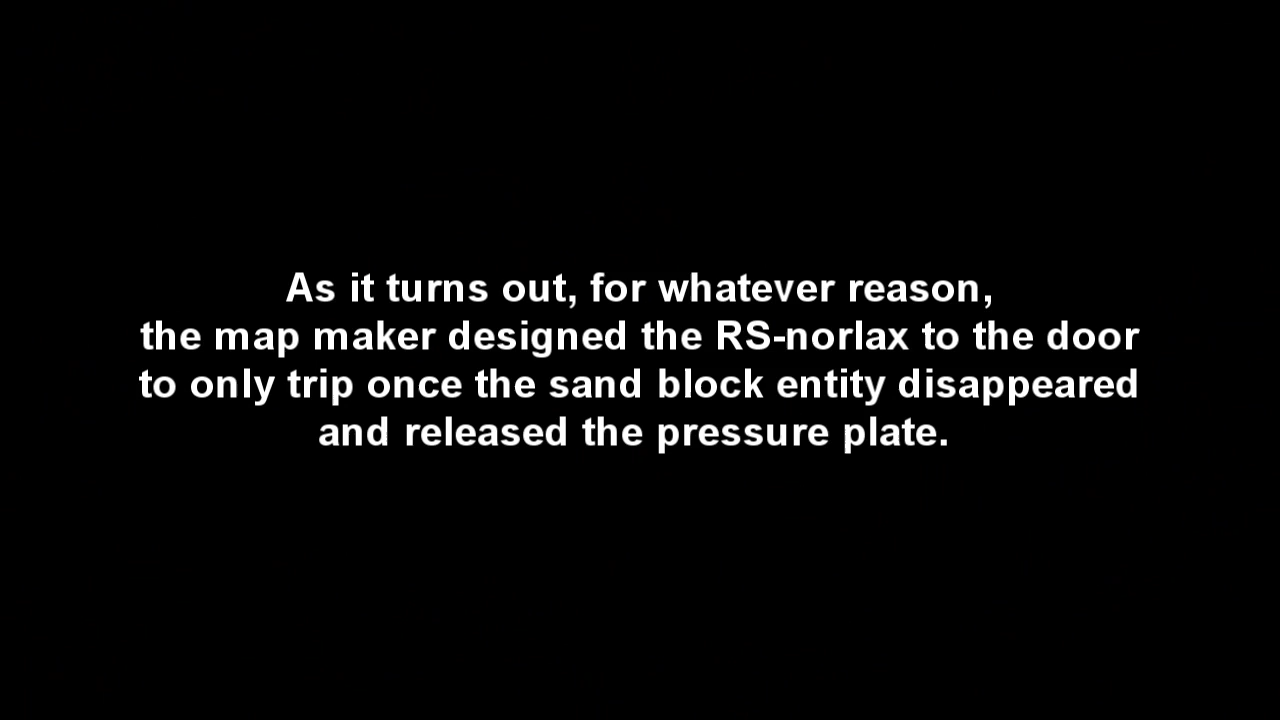 As it turns out, for whatever reason,
the map maker designed the RS-norlax to the door
to only trip once the sand block entity disappeared
and released the pressure plate.